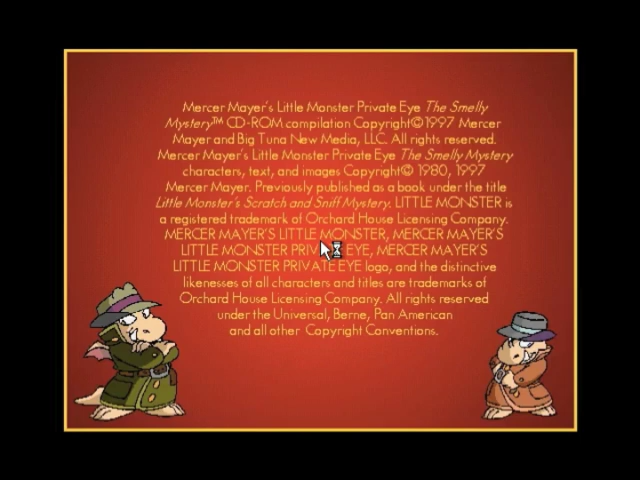 Mercer Mayer's Little Monster Private Eye The Smelly
Mystery™ CD-ROM compilation Copyright©1997 Mercer
Mayer and Big Tuna New Media, LLC. All rights reserved.
Mercer Mayer's Little Monster Private Eye The Smelly Mystery
characters, text, and images Copyright© 1980, 1997
Mercer Mayer. Previously published as a book under the title
Little Monster's Scratch and Sniff Mystery. LITTLE MONSTER is
a registered trademark of Orchard House Licensing Company.
MERCER MAYER'S LITTLE MONSTER, MERCER MAYER'S
LITTLE MONSTER PRIVATE EYE, MERCER MAYER'S
LITTLE MONSTER PRIVATE EYE logo, and the distinctive
likenesses of all characters and titles are trademarks of
Orchard House Licensing Company. All rights reserved
under the Universal, Berne, Pan American
and all other Copyright Conventions.